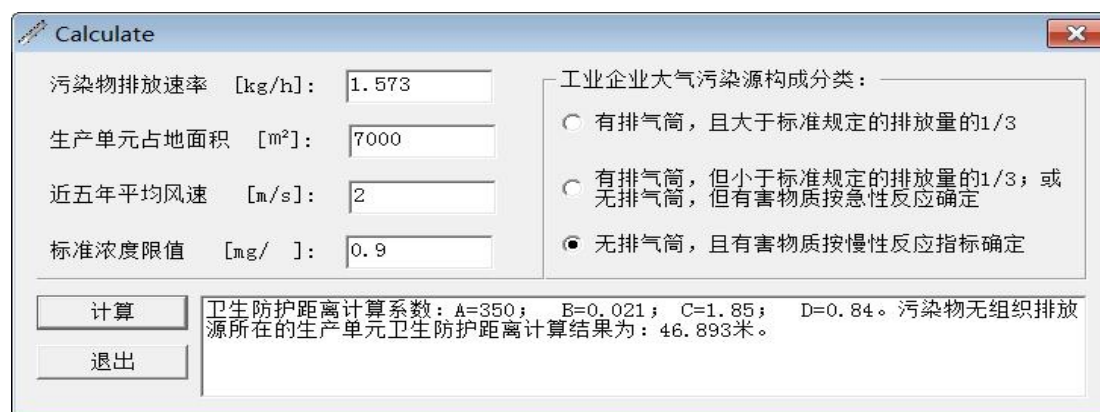 Calculate
污染物排放速率 [kg/h]: 1.573
生产单元占地面积 [m²]: 7000
近五年平均风速 [m/s]: 2
标准浓度限值 [mg/ ]: 0.9
工业企业大气污染源构成分类:
有排气筒，且大于标准规定的排放量的1/3
有排气筒，但小于标准规定的排放量的1/3；或
无排气筒，但有害物质按急性反应确定
无排气筒，且有害物质按慢性反应指标确定
计算
退出
卫生防护距离计算系数：A=350； B=0.021； C=1.85； D=0.84。污染物无组织排放
源所在的生产单元卫生防护距离计算结果为：46.893米。